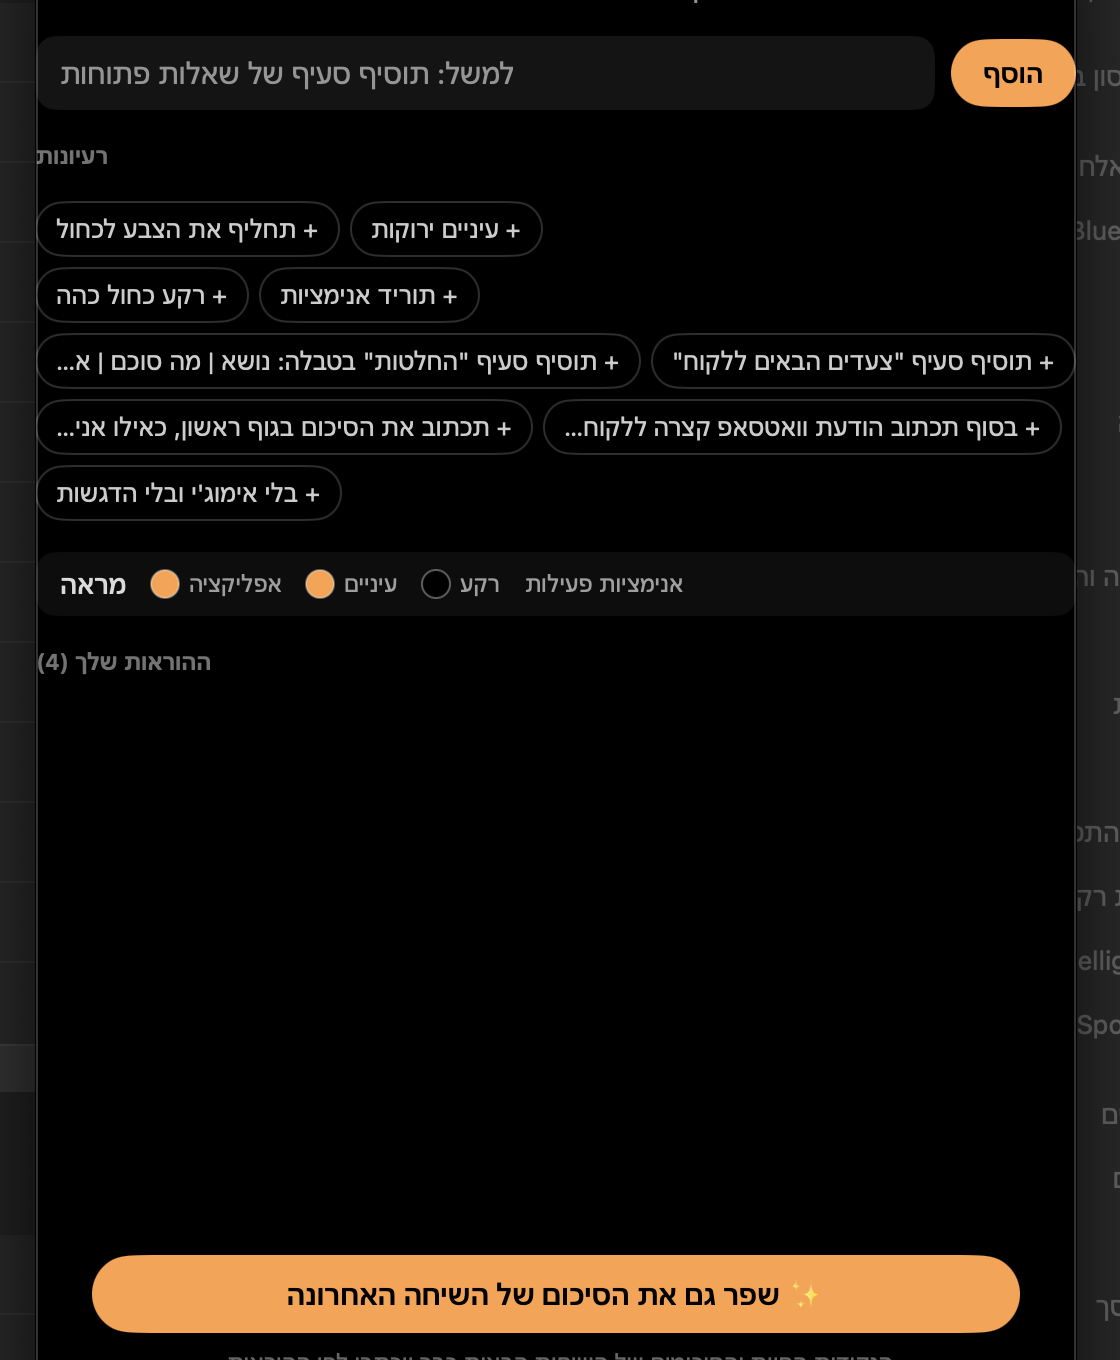 למשל: תוסיף סעיף של שאלות פתוחות
הוסף
רעיונות
+ תחליף את הצבע לכחול
+ עיניים ירוקות
+ רקע כחול כהה
+ תוריד אנימציות
+ תוסיף סעיף "החלטות" בטבלה: נושא | מה סוכם | א...
+ תוסיף סעיף "צעדים הבאים ללקוח"
+ תכתוב את הסיכום בגוף ראשון, כאילו אני...
+ בסוף תכתוב הודעת וואטסאפ קצרה ללקוח...
+ בלי אימוג'י ובלי הדגשות
מראה אפליקציה עיניים רקע אנימציות פעילות
ההוראות שלך (4)
✨ שפר גם את הסיכום של השיחה האחרונה